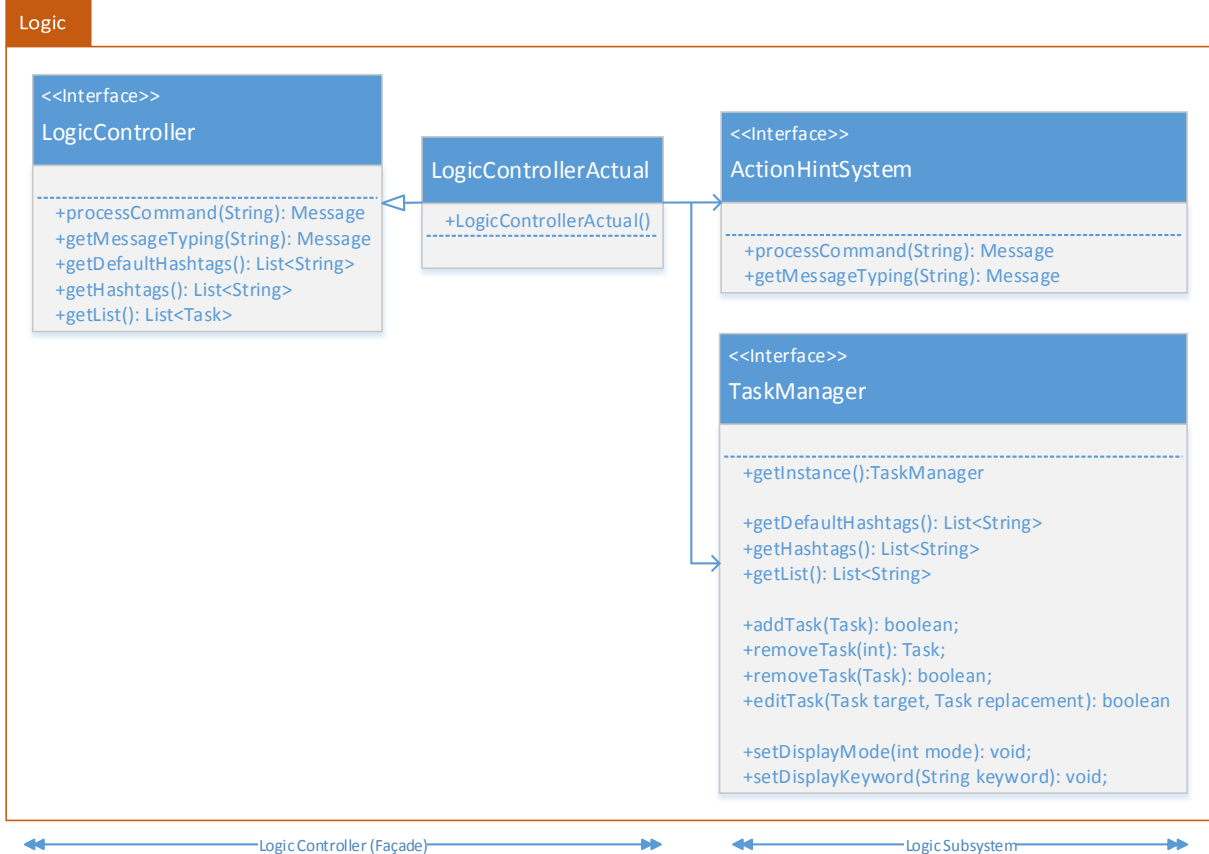 Logic
<<Interface>>
LogicController
+processCommand(String): Message
+getMessageTyping(String): Message
+getDefaultHashtags(): List<String>
+getHashtags(): List<String>
+getList(): List<Task>
LogicControllerActual
+LogicControllerActual()
<<Interface>>
ActionHintSystem
+processCommand(String): Message
+getMessageTyping(String): Message
<<Interface>>
TaskManager
+getInstance():TaskManager
+getDefaultHashtags(): List<String>
+getHashtags(): List<String>
+getList(): List<String>
+addTask(Task): boolean;
+removeTask(int): Task;
+removeTask(Task): boolean;
+editTask(Task target, Task replacement): boolean
+setDisplayMode(int mode): void;
+setDisplayKeyword(String keyword): void;
Logic Controller (Façade)
Logic Subsystem